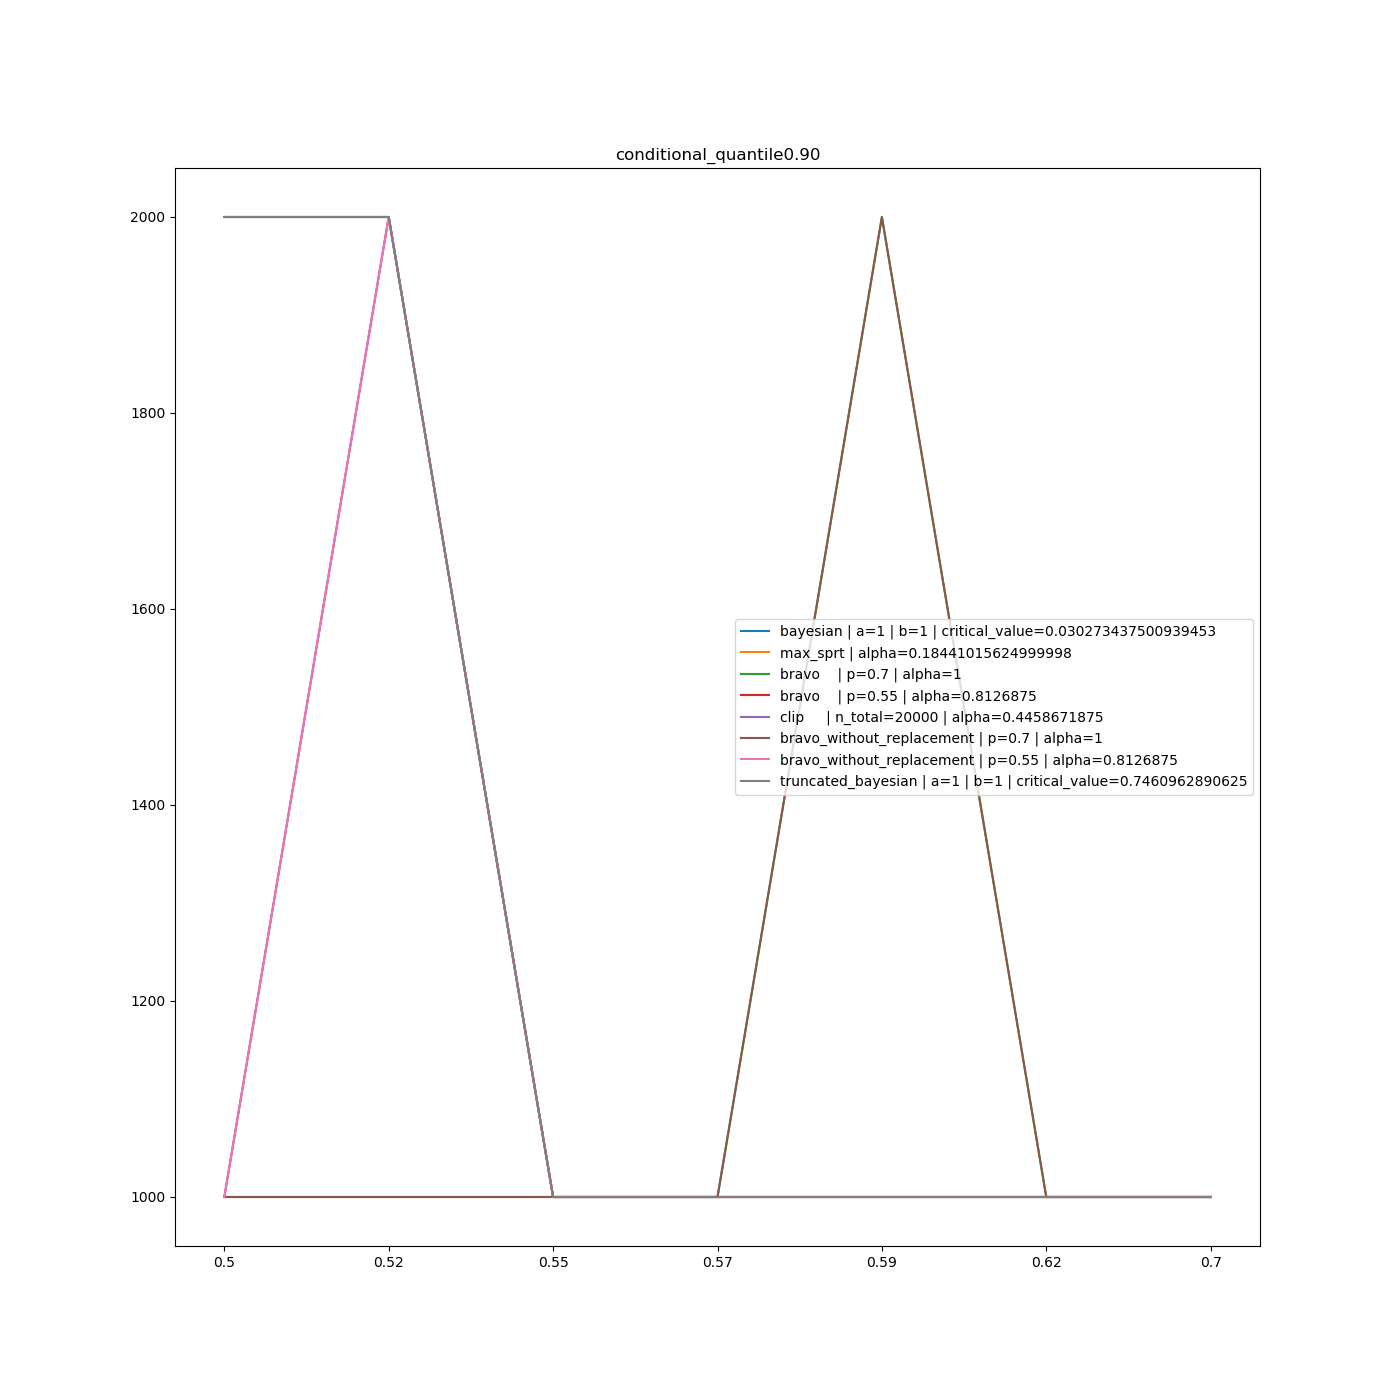 conditional_quantile0.90
2000
1800
1600
1400
1200
1000
bayesian | a=1 | b=1 | critical_value=0.030273437500939453
max_sprt | alpha=0.18441015624999998
bravo    | p=0.7 | alpha=1
bravo    | p=0.55 | alpha=0.8126875
clip     | n_total=20000 | alpha=0.4458671875
bravo_without_replacement | p=0.7 | alpha=1
bravo_without_replacement | p=0.55 | alpha=0.8126875
truncated_bayesian | a=1 | b=1 | critical_value=0.7460962890625
0.5 0.52 0.55 0.57 0.59 0.62 0.7